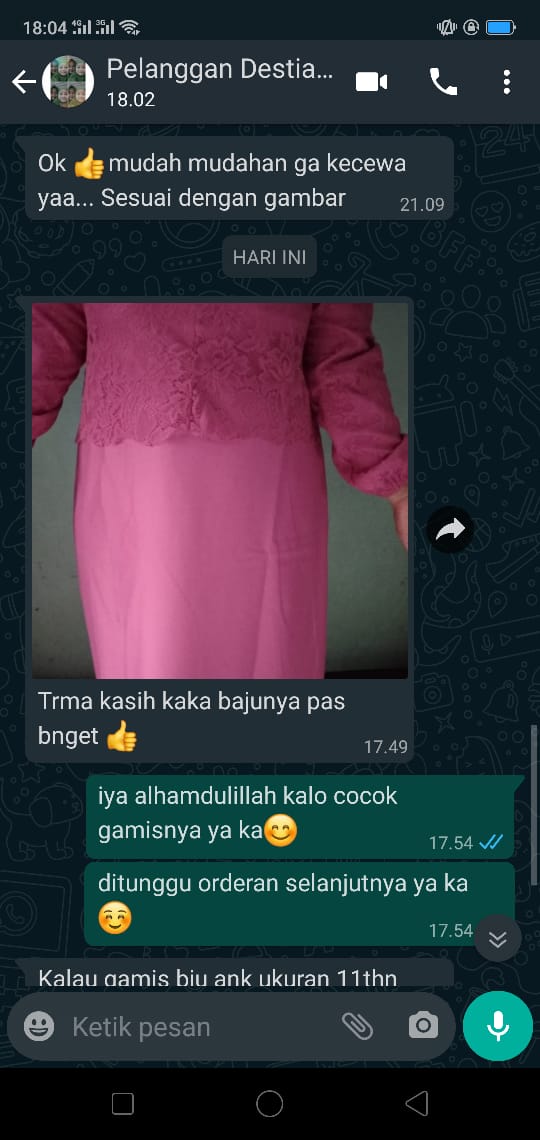 18:04
Pelanggan Destia...
18.02
Ok 👍 mudah mudahan ga kecewa
yaa... Sesuai dengan gambar
21.09
HARI INI
Trma kasih kaka bajunya pas
bnget 👍
17.49
iya alhamdulillah kalo cocok
gamisnya ya ka😊
17.54
ditunggu orderan selanjutnya ya ka
☺️
17.54
Kalau gamis biu ank ukuran 11thn
Ketik pesan